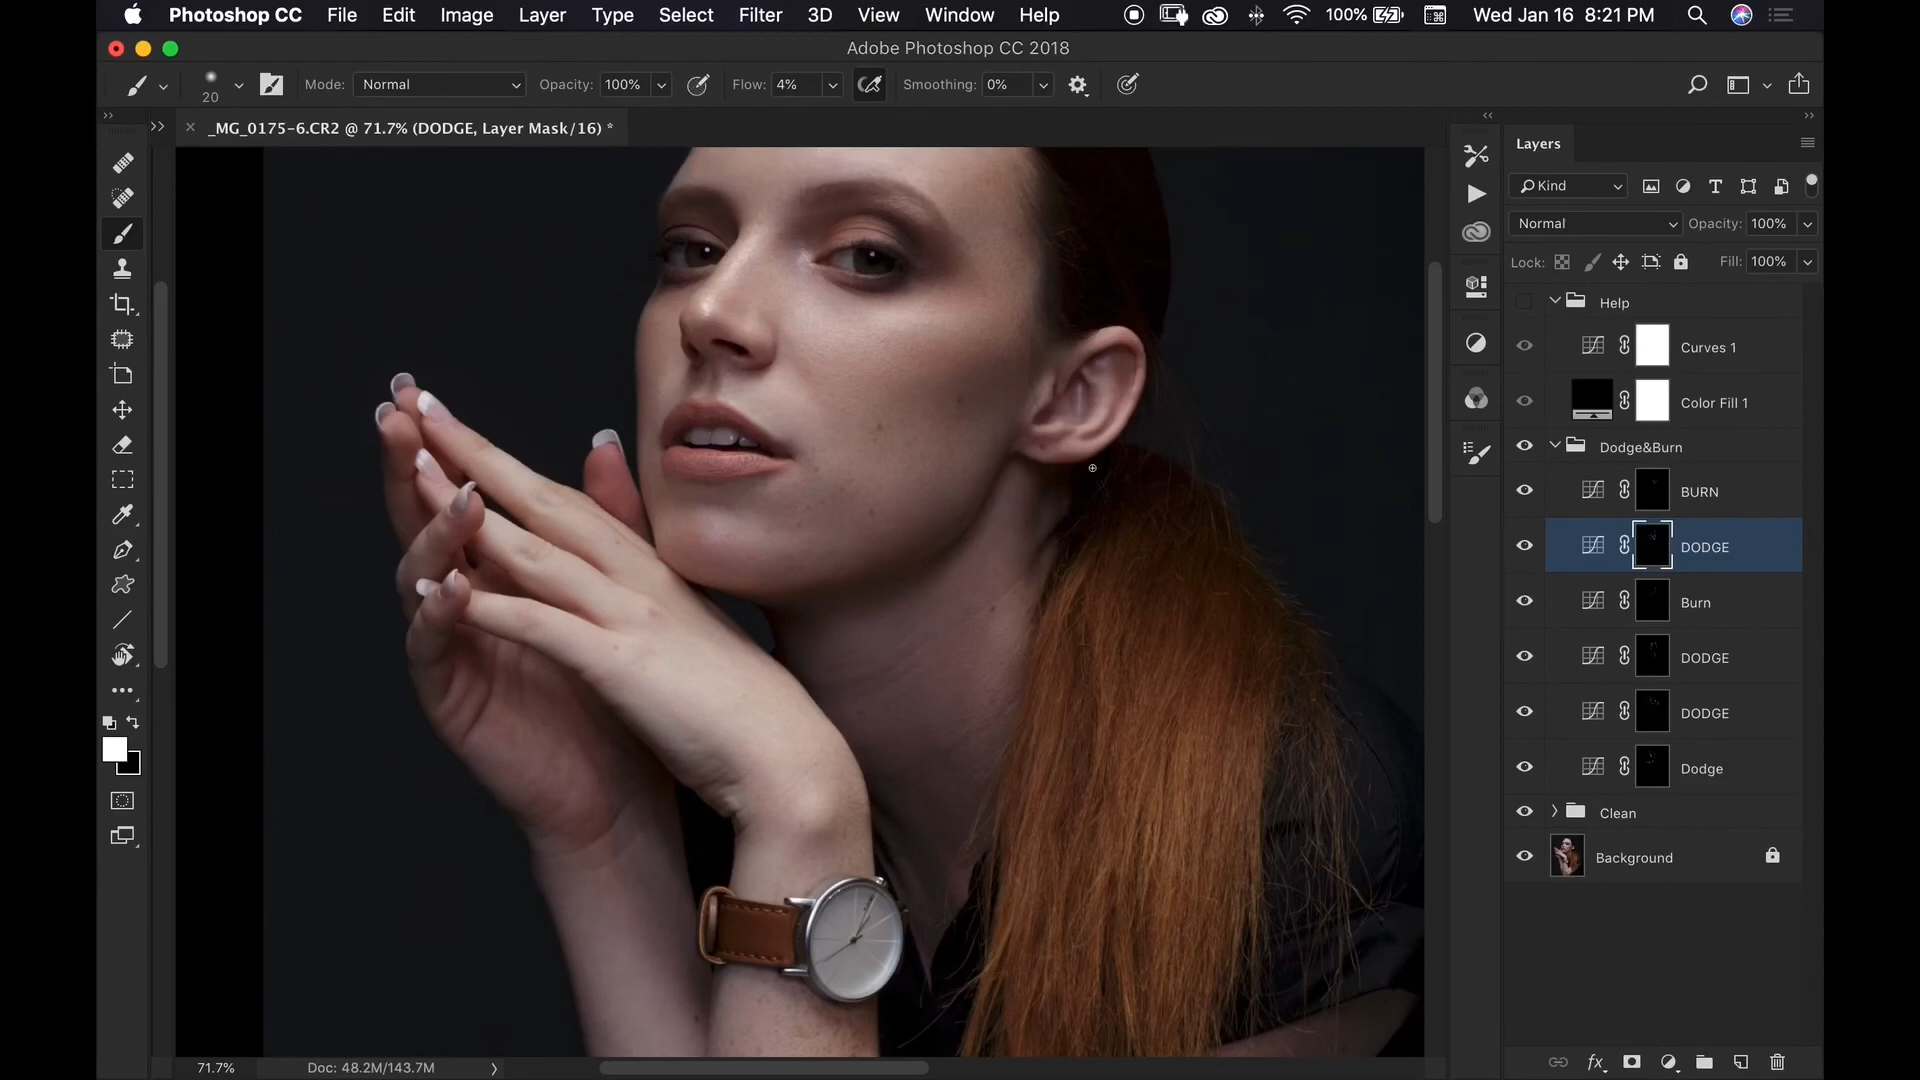 Photoshop CC File Edit Image Layer Type Select Filter 3D View Window Help 100% Wed Jan 16 8:21 PM
Adobe Photoshop CC 2018
20 Mode: Normal Opacity: 100% Flow: 4% Smoothing: 0%
_MG_0175-6.CR2 @ 71.7% (DODGE, Layer Mask/16) *
Layers
Kind
Normal Opacity: 100%
Lock: Fill: 100%
Help
Curves 1
Color Fill 1
Dodge&Burn
BURN
DODGE
Burn
DODGE
DODGE
Dodge
Clean
Background
71.7% Doc: 48.2M/143.7M
fx